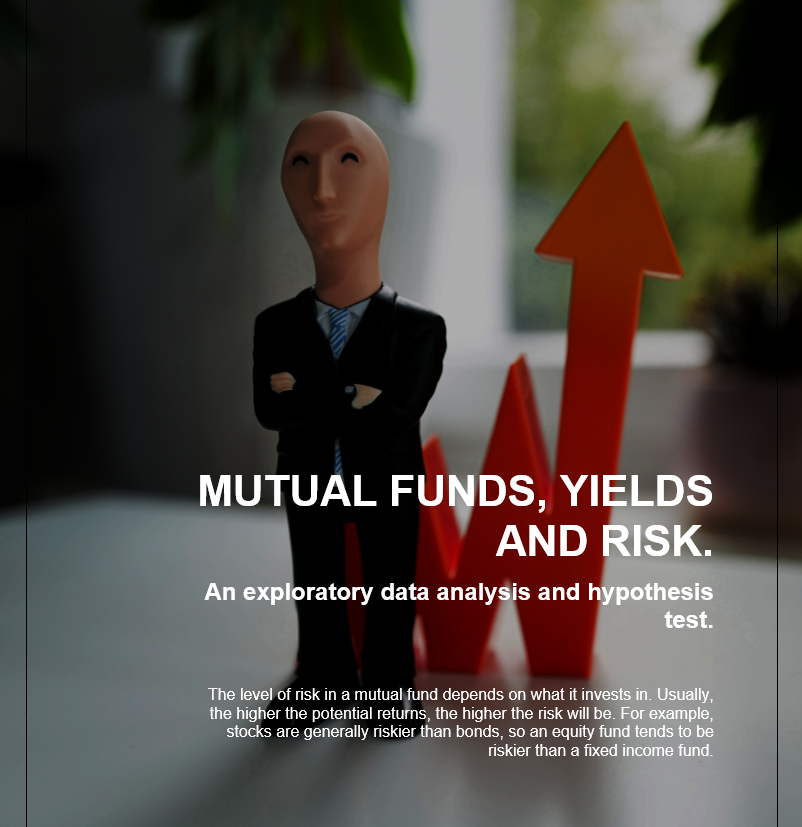 MUTUAL FUNDS, YIELDS
AND RISK.
An exploratory data analysis and hypothesis
test.
The level of risk in a mutual fund depends on what it invests in. Usually,
the higher the potential returns, the higher the risk will be. For example,
stocks are generally riskier than bonds, so an equity fund tends to be
riskier than a fixed income fund.